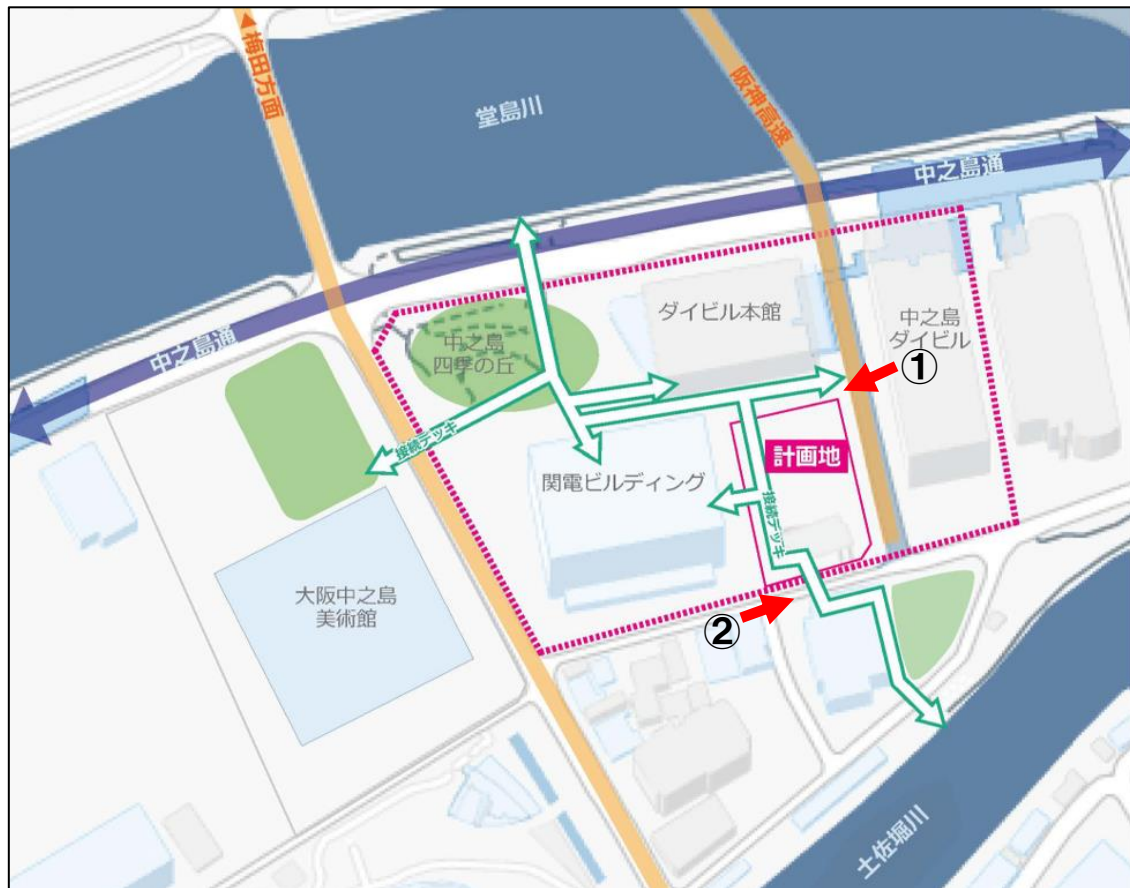 梅田方面
堂島川
阪神高速
中之島通
中之島
四季の丘
ダイビル本館
中之島
ダイビル
①
中之島通
接続デッキ
関電ビルディング
計画地
接続デッキ
大阪中之島
美術館
②
土佐堀川